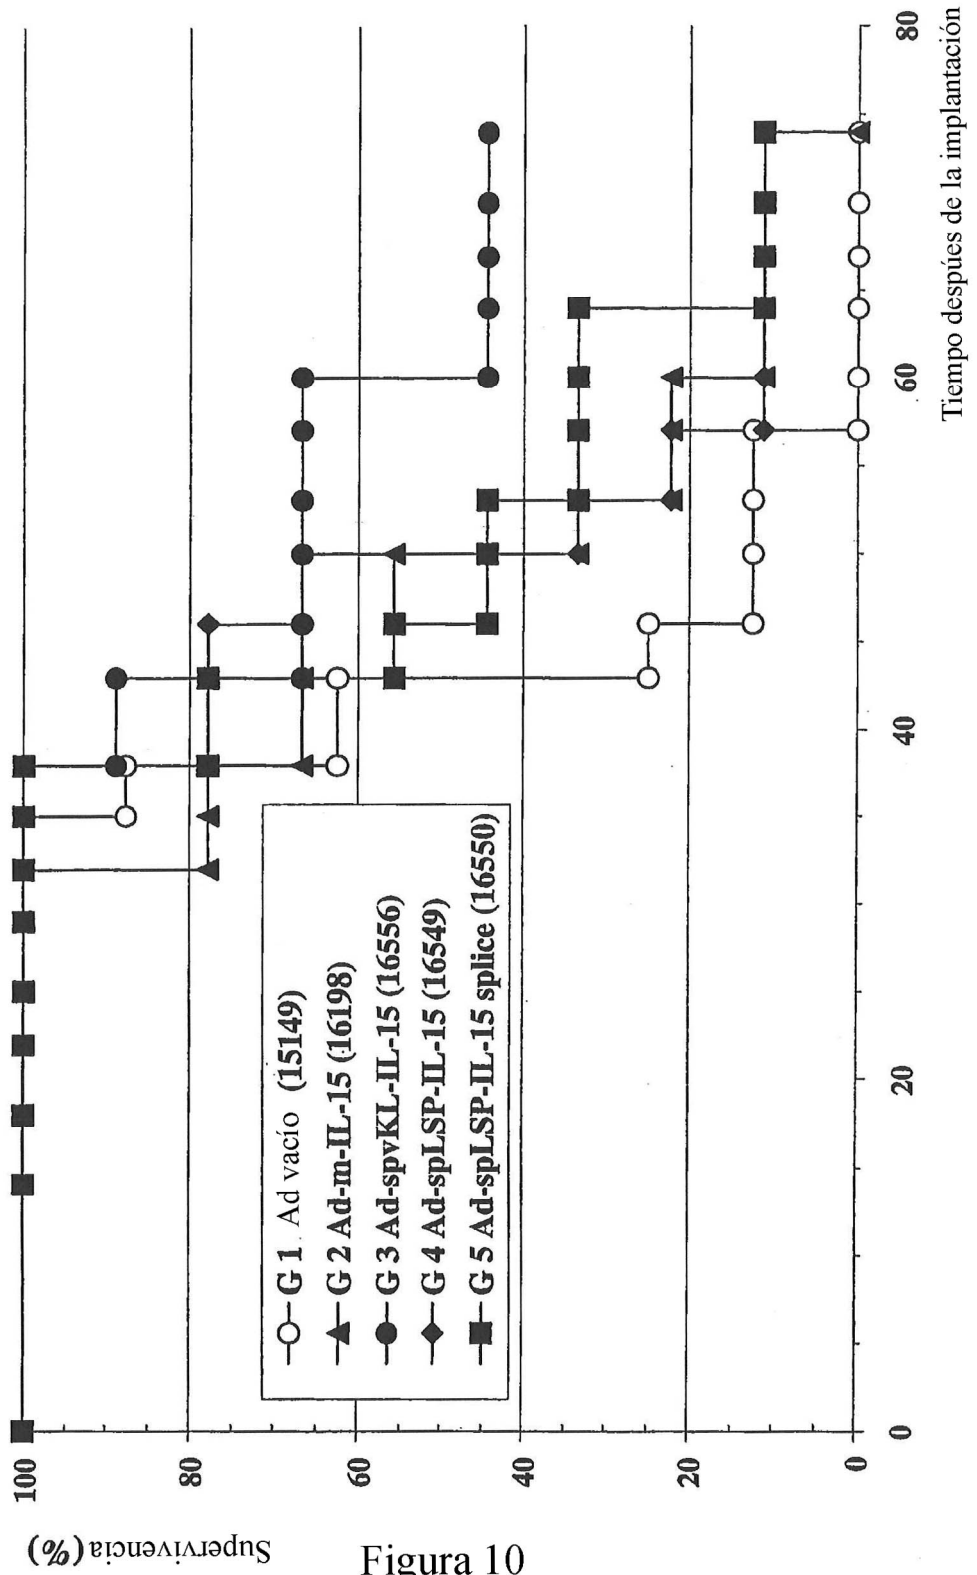 Supervivencia (%)
100
80
60
40
20
0
G 1 Ad vacío (15149)
G 2 Ad-m-IL-15 (16198)
G 3 Ad-spvKL-IL-15 (16556)
G 4 Ad-spLSP-IL-15 (16549)
G 5 Ad-spLSP-IL-15 splice (16550)
0
20
40
60
80
Tiempo despúes de la implantación
Figura 10